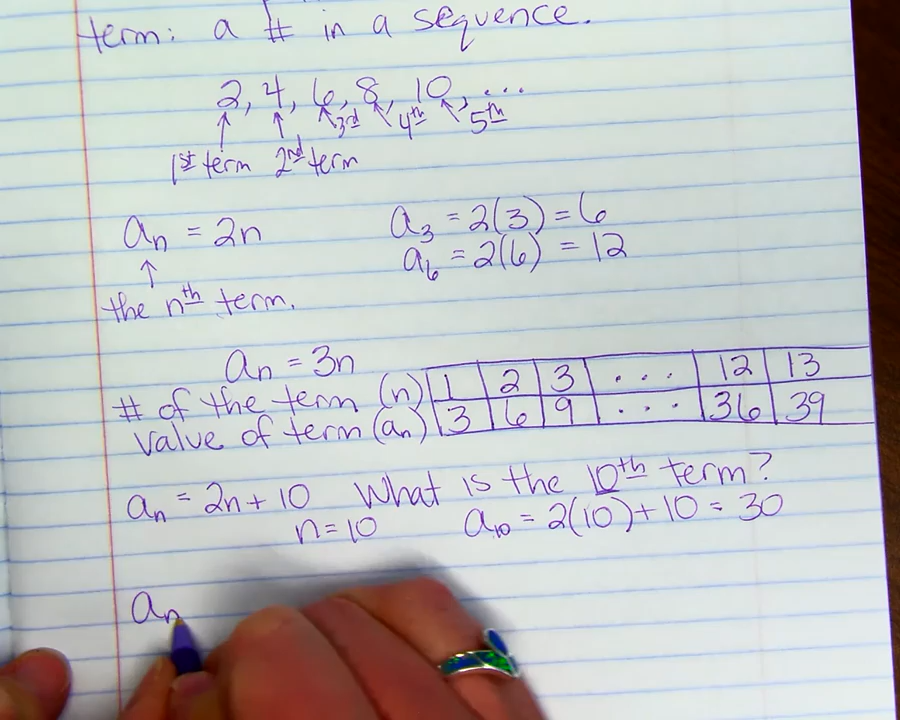 term: a # in a sequence.
2, 4, 6, 8, 10, ...
3rd 4th 5th
1st term 2nd term
an = 2n a3 = 2(3) = 6
a6 = 2(6) = 12
the nth term.
an = 3n
# of the term (n) 1 2 3 ... 12 13
value of term (an) 3 6 9 ... 36 39
an = 2n + 10 What is the 10th term?
n = 10 a10 = 2(10) + 10 = 30
an